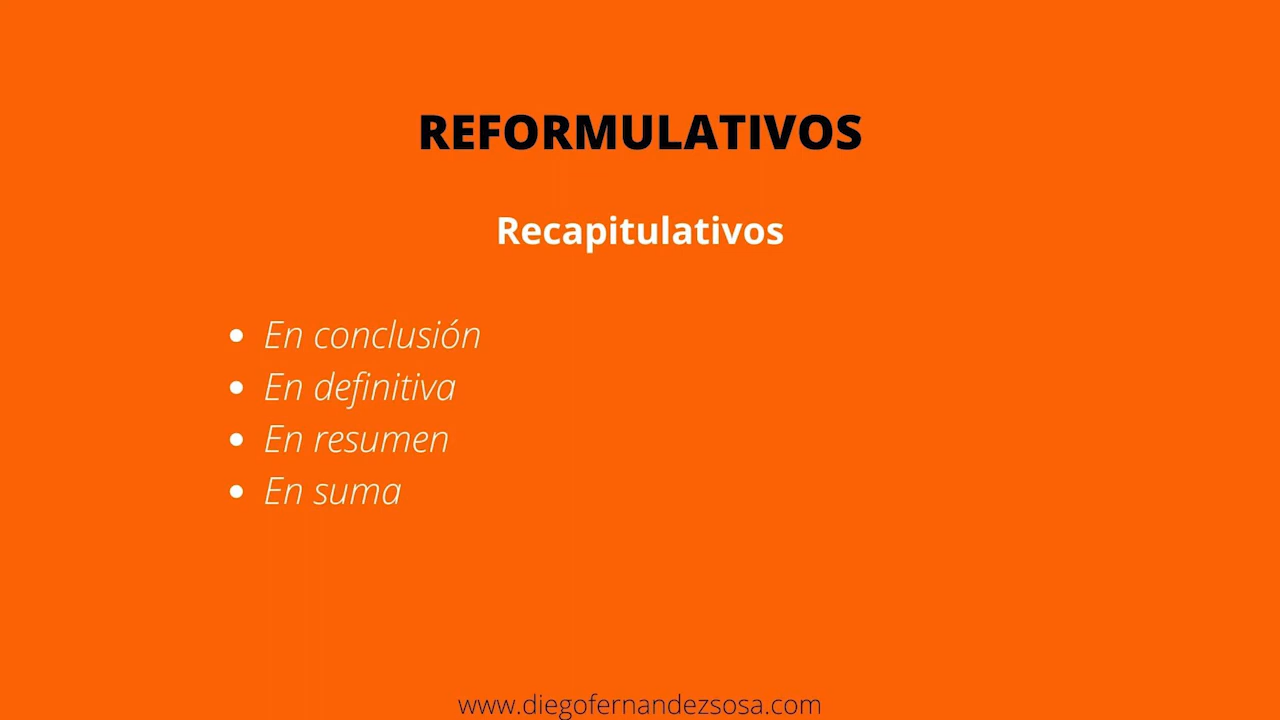 REFORMULATIVOS
Recapitulativos
• En conclusión
• En definitiva
• En resumen
• En suma
www.diegofernandezsosa.com